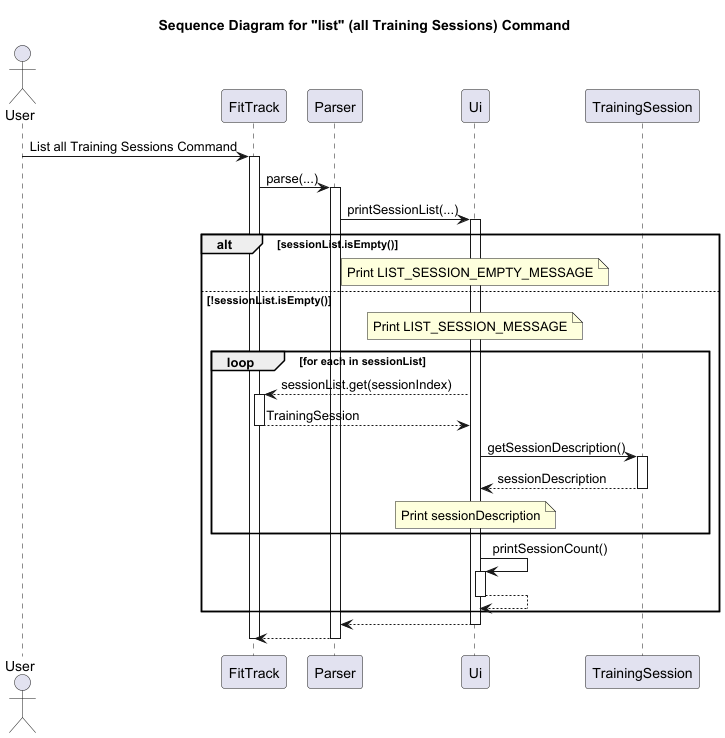 Sequence Diagram for "list" (all Training Sessions) Command
User
FitTrack
Parser
Ui
TrainingSession
List all Training Sessions Command
parse(...)
printSessionList(...)
alt
[sessionList.isEmpty()]
Print LIST_SESSION_EMPTY_MESSAGE
[!sessionList.isEmpty()]
Print LIST_SESSION_MESSAGE
loop
[for each in sessionList]
sessionList.get(sessionIndex)
TrainingSession
getSessionDescription()
sessionDescription
Print sessionDescription
printSessionCount()
User
FitTrack
Parser
Ui
TrainingSession